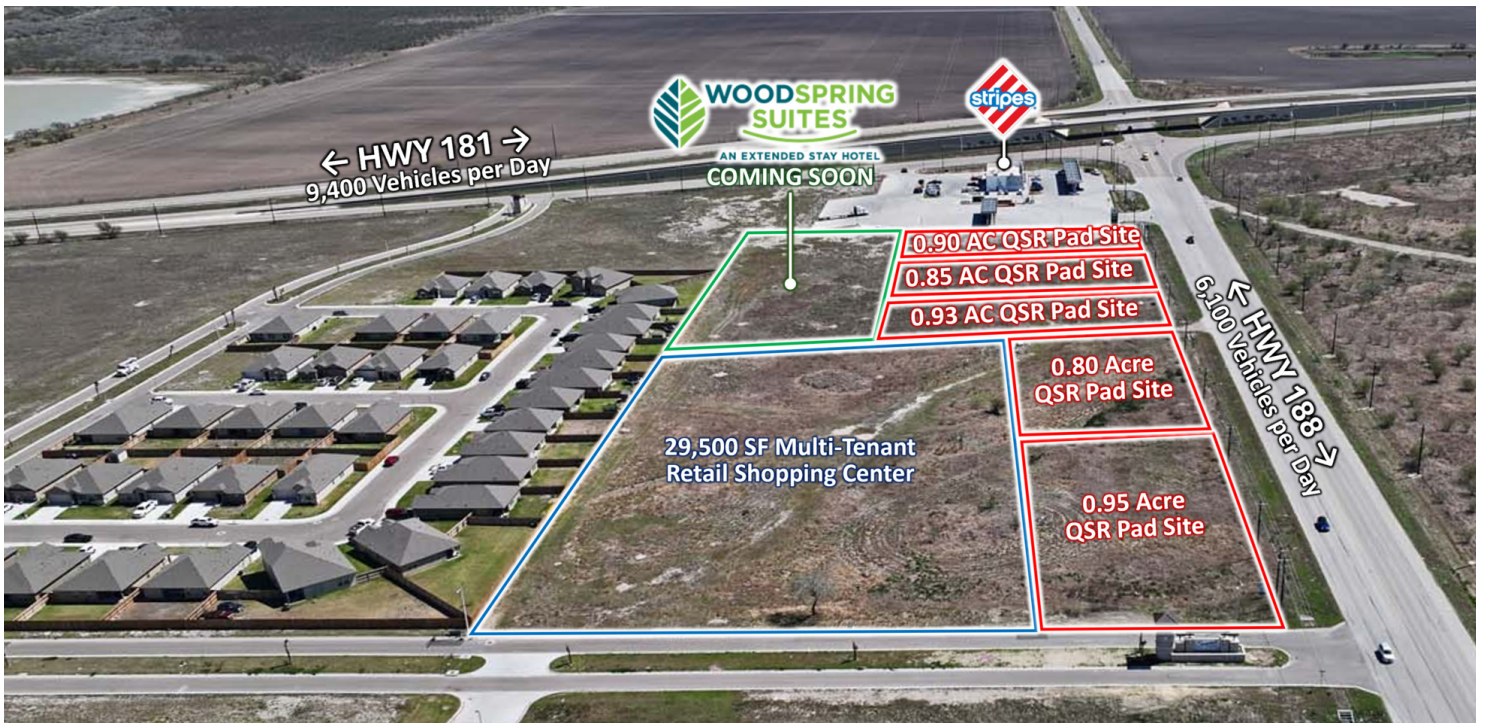 WOODSPRING
SUITES
AN EXTENDED STAY HOTEL
COMING SOON
stripes
← HWY 181 →
9,400 Vehicles per Day
0.90 AC QSR Pad Site
0.85 AC QSR Pad Site
0.93 AC QSR Pad Site
0.80 Acre
QSR Pad Site
← HWY 188 →
6,100 Vehicles per Day
29,500 SF Multi-Tenant
Retail Shopping Center
0.95 Acre
QSR Pad Site